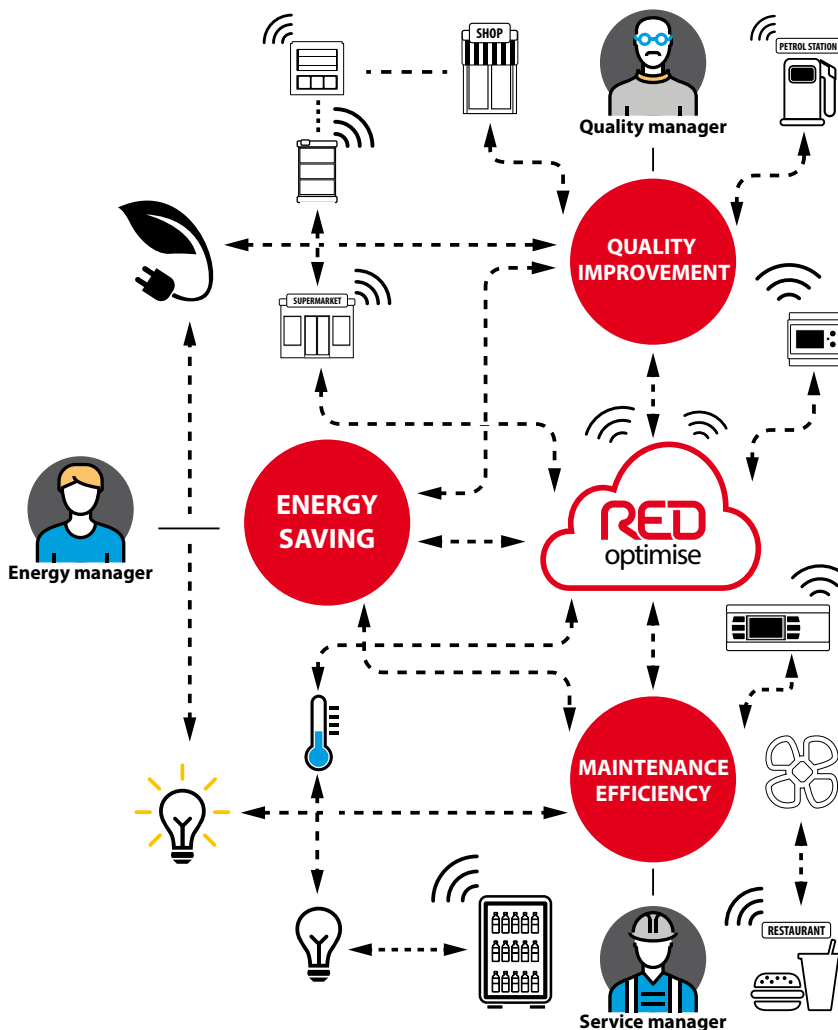 SHOP
PETROL STATION
Quality manager
QUALITY
IMPROVEMENT
SUPERMARKET
ENERGY
SAVING
RED
optimise
Energy manager
MAINTENANCE
EFFICIENCY
RESTAURANT
Service manager